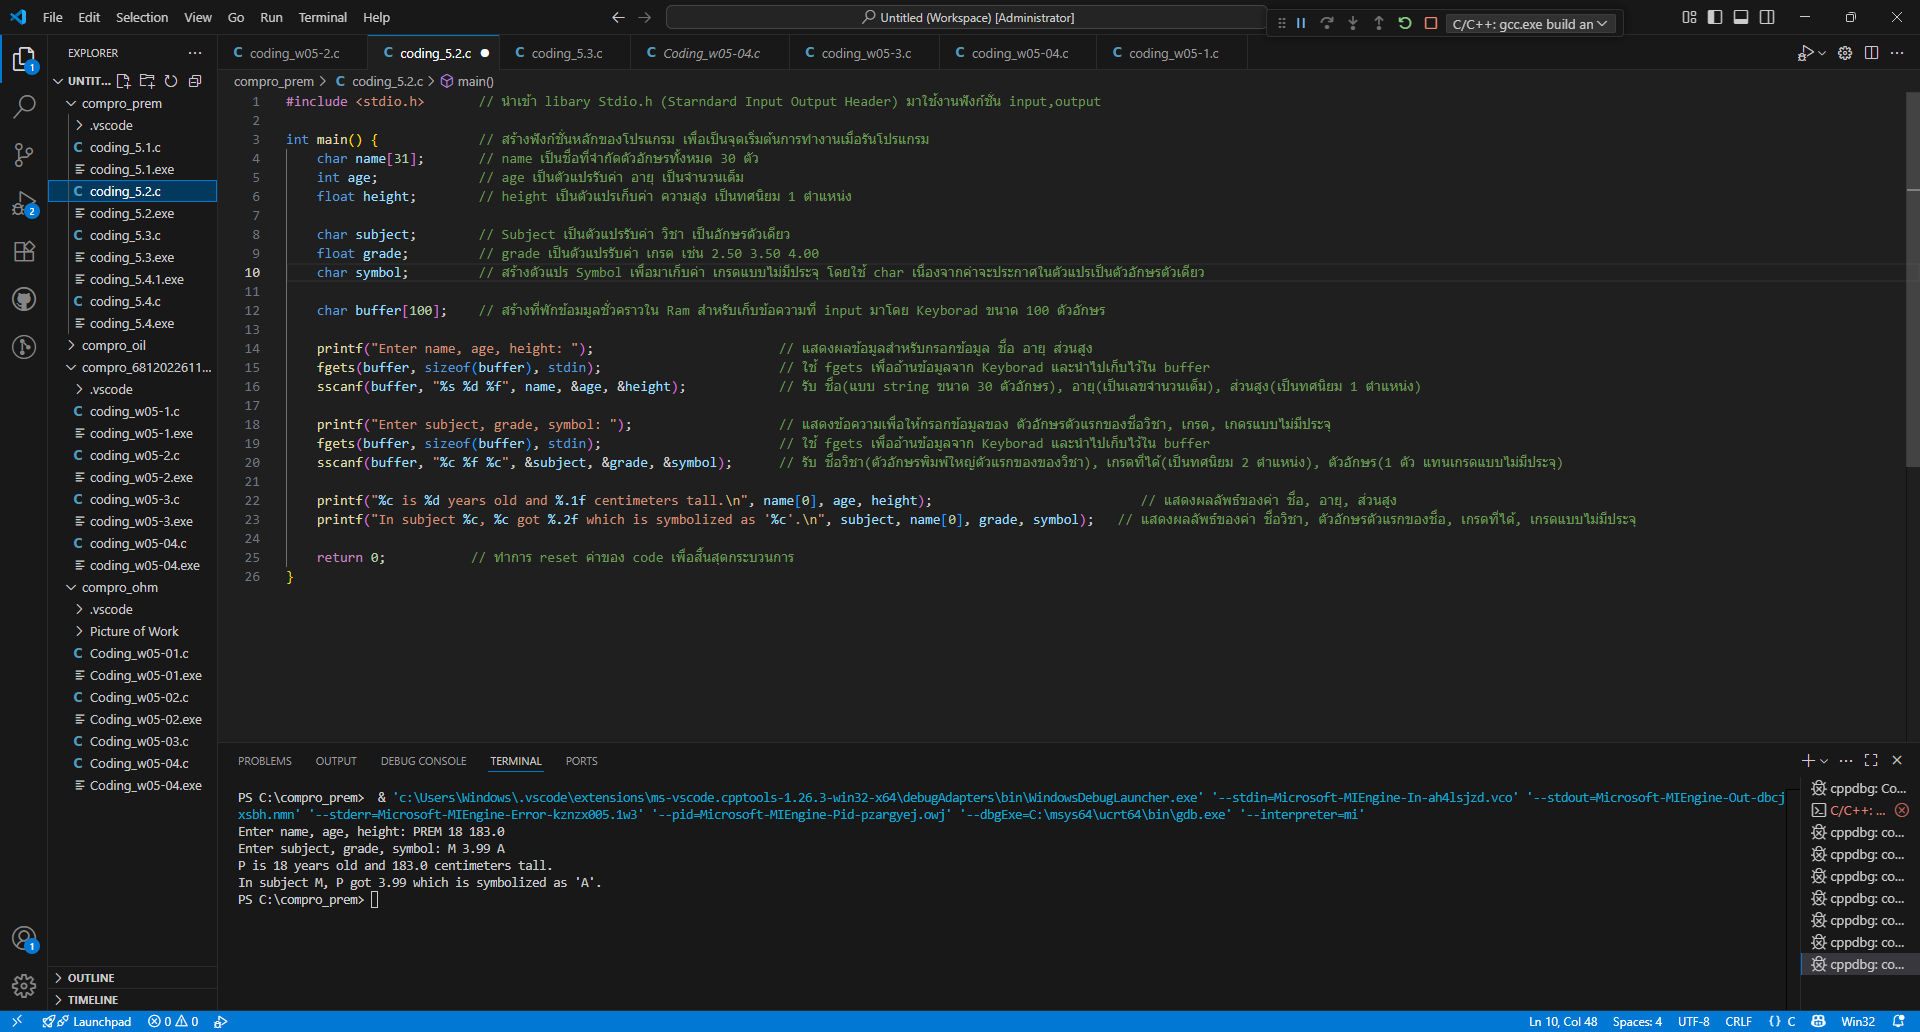 File Edit Selection View Go Run Terminal Help
Untitled (Workspace) [Administrator]
C/C++: gcc.exe build an
EXPLORER
UNTIT...
compro_prem
.vscode
coding_5.1.c
coding_5.1.exe
coding_5.2.c
coding_5.2.exe
coding_5.3.c
coding_5.3.exe
coding_5.4.1.exe
coding_5.4.c
coding_5.4.exe
compro_oil
compro_6812022611...
.vscode
coding_w05-1.c
coding_w05-1.exe
coding_w05-2.c
coding_w05-2.exe
coding_w05-3.c
coding_w05-3.exe
coding_w05-04.c
coding_w05-04.exe
compro_ohm
.vscode
Picture of Work
Coding_w05-01.c
Coding_w05-01.exe
Coding_w05-02.c
Coding_w05-02.exe
Coding_w05-03.c
Coding_w05-04.c
Coding_w05-04.exe
OUTLINE
TIMELINE
coding_w05-2.c coding_5.2.c coding_5.3.c Coding_w05-04.c coding_w05-3.c coding_w05-04.c coding_w05-1.c
compro_prem > C coding_5.2.c > main()
1 #include <stdio.h> // นำเข้า libary Stdio.h (Starndard Input Output Header) มาใช้งานฟังก์ชัน input,output
2
3 int main() { // สร้างฟังก์ชั่นหลักของโปรแกรม เพื่อเป็นจุดเริ่มต้นการทำงานเมื่อรันโปรแกรม
4 char name[31]; // name เป็นชื่อที่จำกัดตัวอักษรทั้งหมด 30 ตัว
5 int age; // age เป็นตัวแปรรับค่า อายุ เป็นจำนวนเต็ม
6 float height; // height เป็นตัวแปรเก็บค่า ความสูง เป็นทศนิยม 1 ตำแหน่ง
7
8 char subject; // Subject เป็นตัวแปรรับค่า วิชา เป็นอักษรตัวเดียว
9 float grade; // grade เป็นตัวแปรรับค่า เกรด เช่น 2.50 3.50 4.00
10 char symbol; // สร้างตัวแปร Symbol เพื่อมาเก็บค่า เกรดแบบไม่มีประจุ โดยใช้ char เนื่องจากค่าจะประกาศในตัวแปรเป็นตัวอักษรตัวเดียว
11
12 char buffer[100]; // สร้างที่พักข้อมมูลชั่วคราวใน Ram สำหรับเก็บข้อความที่ input มาโดย Keyborad ขนาด 100 ตัวอักษร
13
14 printf("Enter name, age, height: "); // แสดงผลข้อมูลสำหรับกรอกข้อมูล ชื่อ อายุ ส่วนสูง
15 fgets(buffer, sizeof(buffer), stdin); // ใช้ fgets เพื่ออ้านข้อมูลจาก Keyborad และนำไปเก็บไว้ใน buffer
16 sscanf(buffer, "%s %d %f", name, &age, &height); // รับ ชื่อ(แบบ string ขนาด 30 ตัวอักษร), อายุ(เป็นเลขจำนวนเต็ม), ส่วนสูง(เป็นทศนิยม 1 ตำแหน่ง)
17
18 printf("Enter subject, grade, symbol: "); // แสดงข้อความเพื่อให้กรอกข้อมูลของ ตัวอักษรตัวแรกของชื่อวิชา, เกรด, เกดรแบบไม่มีประจุ
19 fgets(buffer, sizeof(buffer), stdin); // ใช้ fgets เพื่ออ้านข้อมูลจาก Keyborad และนำไปเก็บไว้ใน buffer
20 sscanf(buffer, "%c %f %c", &subject, &grade, &symbol); // รับ ชื่อวิชา(ตัวอักษรพิมพ์ใหญ่ตัวแรกของของวิชา), เกรดที่ได้(เป็นทศนิยม 2 ตำแหน่ง), ตัวอักษร(1 ตัว แทนเกรดแบบไม่มีประจุ)
21
22 printf("%c is %d years old and %.1f centimeters tall.\n", name[0], age, height); // แสดงผลลัพธ์ของค่า ชื่อ, อายุ, ส่วนสูง
23 printf("In subject %c, %c got %.2f which is symbolized as '%c'.\n", subject, name[0], grade, symbol); // แสดงผลลัพธ์ของค่า ชื่อวิชา, ตัวอักษรตัวแรกของชื่อ, เกรดที่ได้, เกรดแบบไม่มีประจุ
24
25 return 0; // ทำการ reset ค่าของ code เพื่อสิ้นสุดกระบวนการ
26 }
PROBLEMS OUTPUT DEBUG CONSOLE TERMINAL PORTS
PS C:\compro_prem> & 'c:\Users\Windows\.vscode\extensions\ms-vscode.cpptools-1.26.3-win32-x64\debugAdapters\bin\WindowsDebugLauncher.exe' '--stdin=Microsoft-MIEngine-In-ah4lsjzd.vco' '--stdout=Microsoft-MIEngine-Out-dbcj
xsbh.nmn' '--stderr=Microsoft-MIEngine-Error-kznzx005.1w3' '--pid=Microsoft-MIEngine-Pid-pzargyej.owj' '--dbgExe=C:\msys64\ucrt64\bin\gdb.exe' '--interpreter=mi'
Enter name, age, height: PREM 18 183.0
Enter subject, grade, symbol: M 3.99 A
P is 18 years old and 183.0 centimeters tall.
In subject M, P got 3.99 which is symbolized as 'A'.
PS C:\compro_prem>
cppdbg: Co...
C/C++: ...
cppdbg: co...
cppdbg: co...
cppdbg: co...
cppdbg: co...
cppdbg: co...
cppdbg: co...
cppdbg: co...
Launchpad 0 0
Ln 10, Col 48 Spaces: 4 UTF-8 CRLF {} C Win32